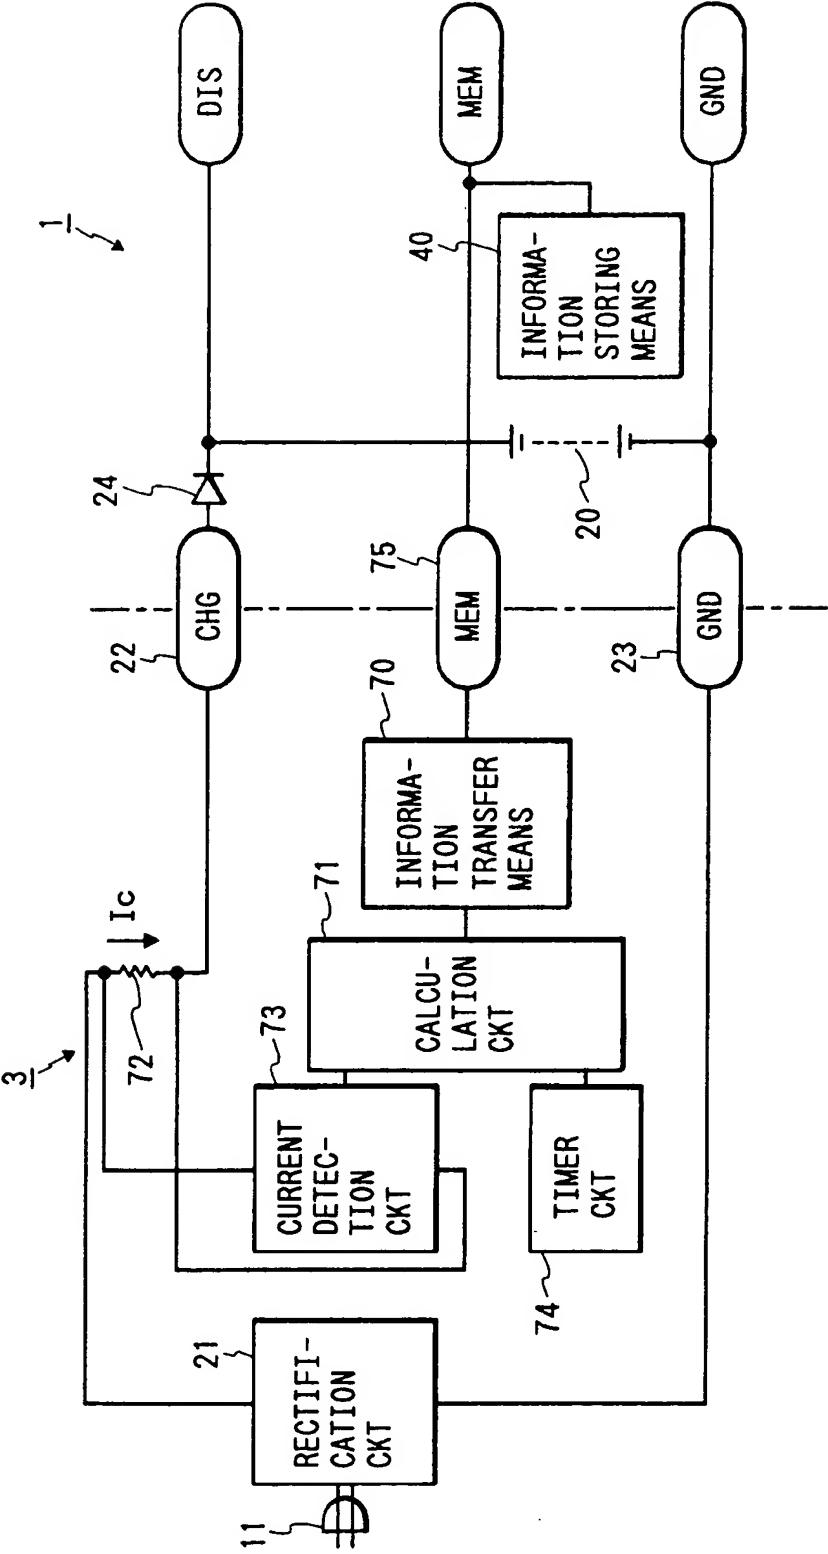 1
3
DIS
MEM
GND
40
INFORMA-
TION
STORING
MEANS
24
20
22
CHG
75
MEM
23
GND
70
INFORMA-
TION
TRANSFER
MEANS
71
CALCU-
LATION
CKT
Ic
72
73
CURRENT
DETEC-
TION
CKT
74
TIMER
CKT
21
RECTIFI-
CATION
CKT
11